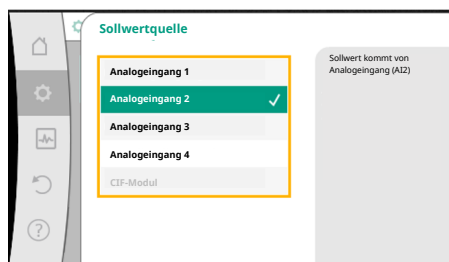 Sollwertquelle
Analogeingang 1
Analogeingang 2
Analogeingang 3
Analogeingang 4
CIF-Modul
Sollwert kommt von
Analogeingang (AI2)
?